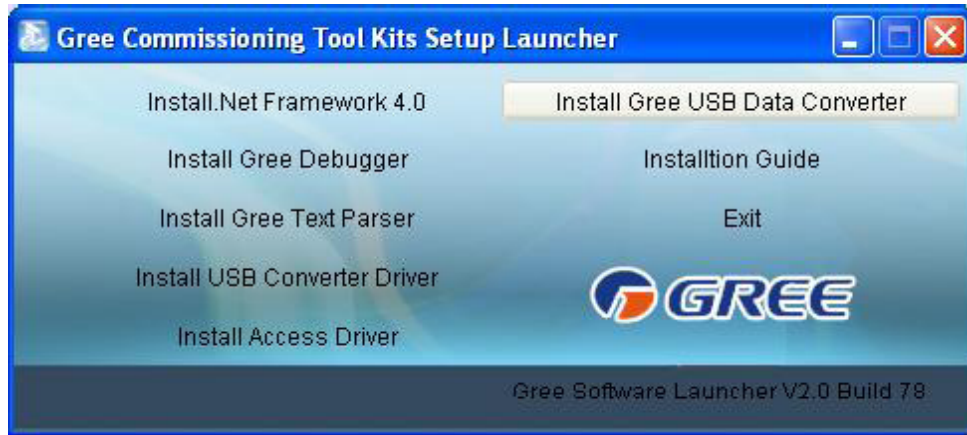 Gree Commissioning Tool Kits Setup Launcher
Install.Net Framework 4.0
Install Gree USB Data Converter
Install Gree Debugger
Installtion Guide
Install Gree Text Parser
Exit
Install USB Converter Driver
GREE
Install Access Driver
Gree Software Launcher V2.0 Build 78